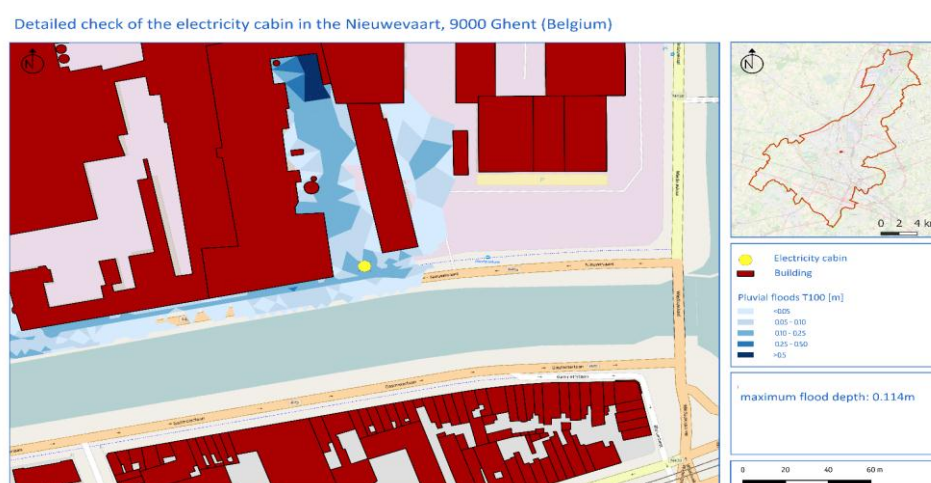 Detailed check of the electricity cabin in the Nieuwevaart, 9000 Ghent (Belgium)
N
N
0 2 4 km
Electricity cabin
Building
Pluvial floods T100 [m]
<0.05
0.05 - 0.10
0.10 - 0.25
0.25 - 0.50
>0.5
maximum flood depth: 0.114m
0 20 40 60 m